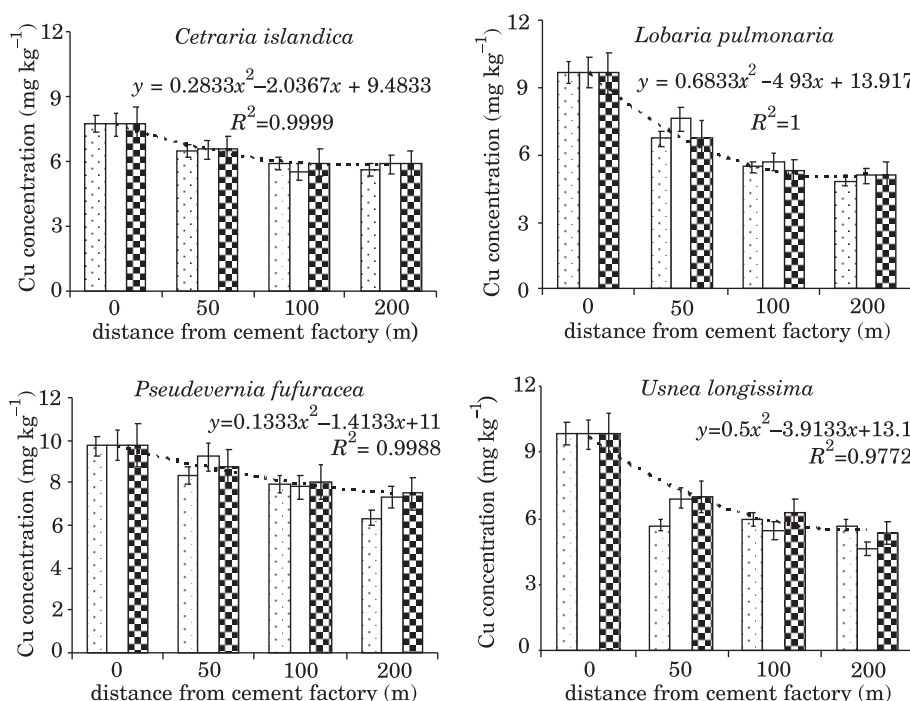 Cetraria islandica
y = 0.2833x²–2.0367x + 9.4833
R²=0.9999
Cu concentration (mg kg⁻¹)
12
9
6
3
0
0 50 100 200
distance from cement factory (m)
Lobaria pulmonaria
y = 0.6833x² –4 93x + 13.917
R²=1
Cu concentration (mg kg⁻¹)
12
9
6
3
0
0 50 100 200
distance from cement factory (m)
Pseudevernia fufuracea
y=0.1333x²–1.4133x+11
R²= 0.9988
Cu concentration (mg kg⁻¹)
12
10
8
6
4
2
0
0 50 100 200
distance from cement factory (m)
Usnea longissima
y=0.5x²–3.9133x+13.1
R²=0.9772
Cu concentration (mg kg⁻¹)
12
9
6
3
0
0 50 100 200
distance from cement factory (m)